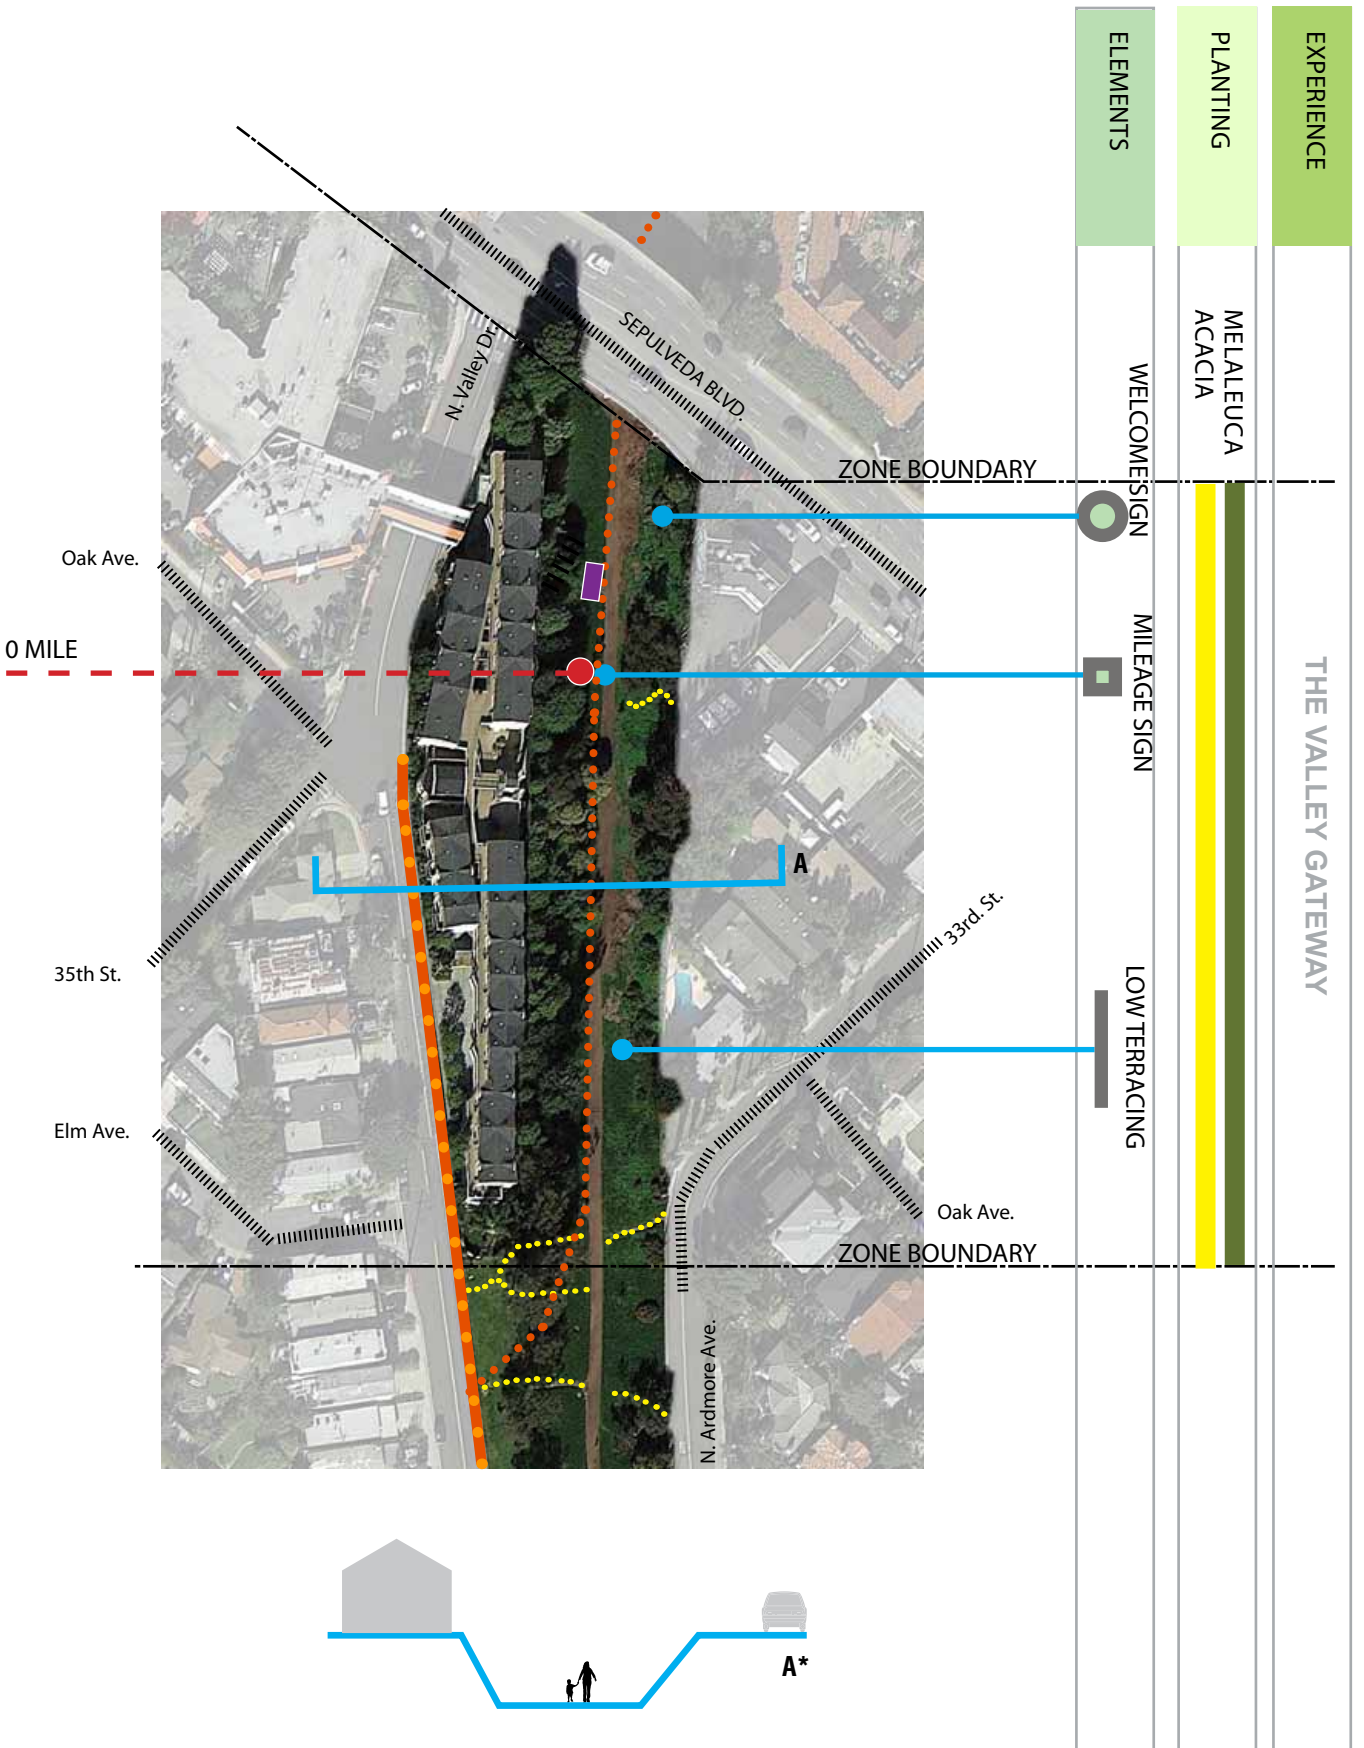 ELEMENTS
PLANTING
EXPERIENCE
MELALEUCA
ACACIA
WELCOME SIGN
SEPULVEDA BLVD.
N. Valley Dr.
ZONE BOUNDARY
Oak Ave.
0 MILE
MILEAGE SIGN
THE VALLEY GATEWAY
A
33rd. St.
35th St.
LOW TERRACING
Elm Ave.
Oak Ave.
ZONE BOUNDARY
N. Ardmore Ave.
A*